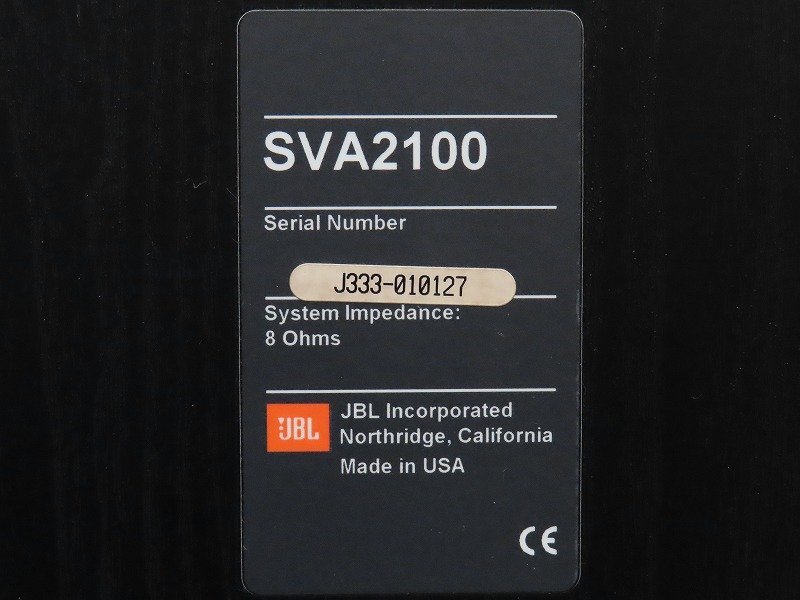 SVA2100
Serial Number
J333-010127
System Impedance:
8 Ohms
JBL
JBL Incorporated
Northridge, California
Made in USA
CE